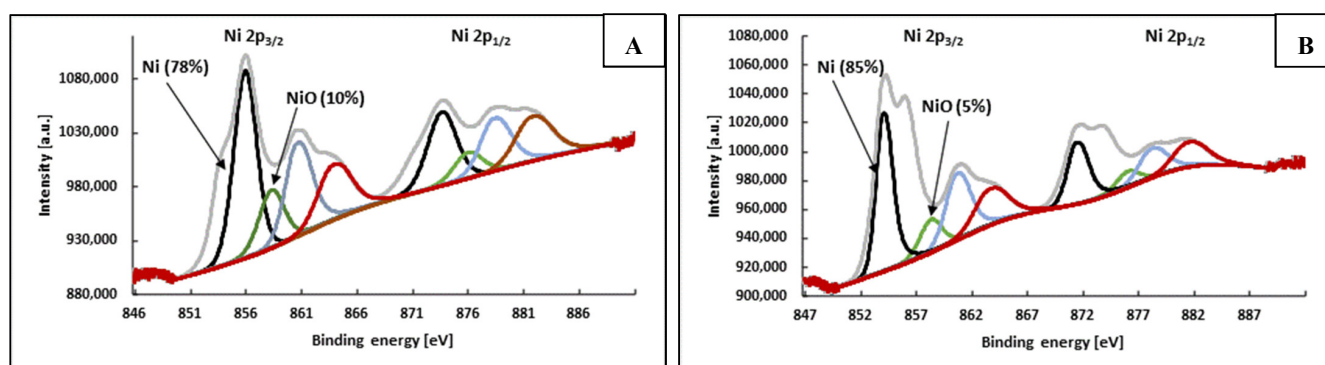 A
Ni 2p3/2
Ni 2p1/2
Ni (78%)
NiO (10%)
1080,000
1030,000
980,000
930,000
880,000
Intensity [a.u.]
846 851 856 861 866 871 876 881 886
Binding energy [eV]
B
Ni 2p3/2
Ni 2p1/2
Ni (85%)
NiO (5%)
1080,000
1060,000
1040,000
1020,000
1000,000
980,000
960,000
940,000
920,000
900,000
Intensity [a.u.]
847 852 857 862 867 872 877 882 887
Binding energy [eV]